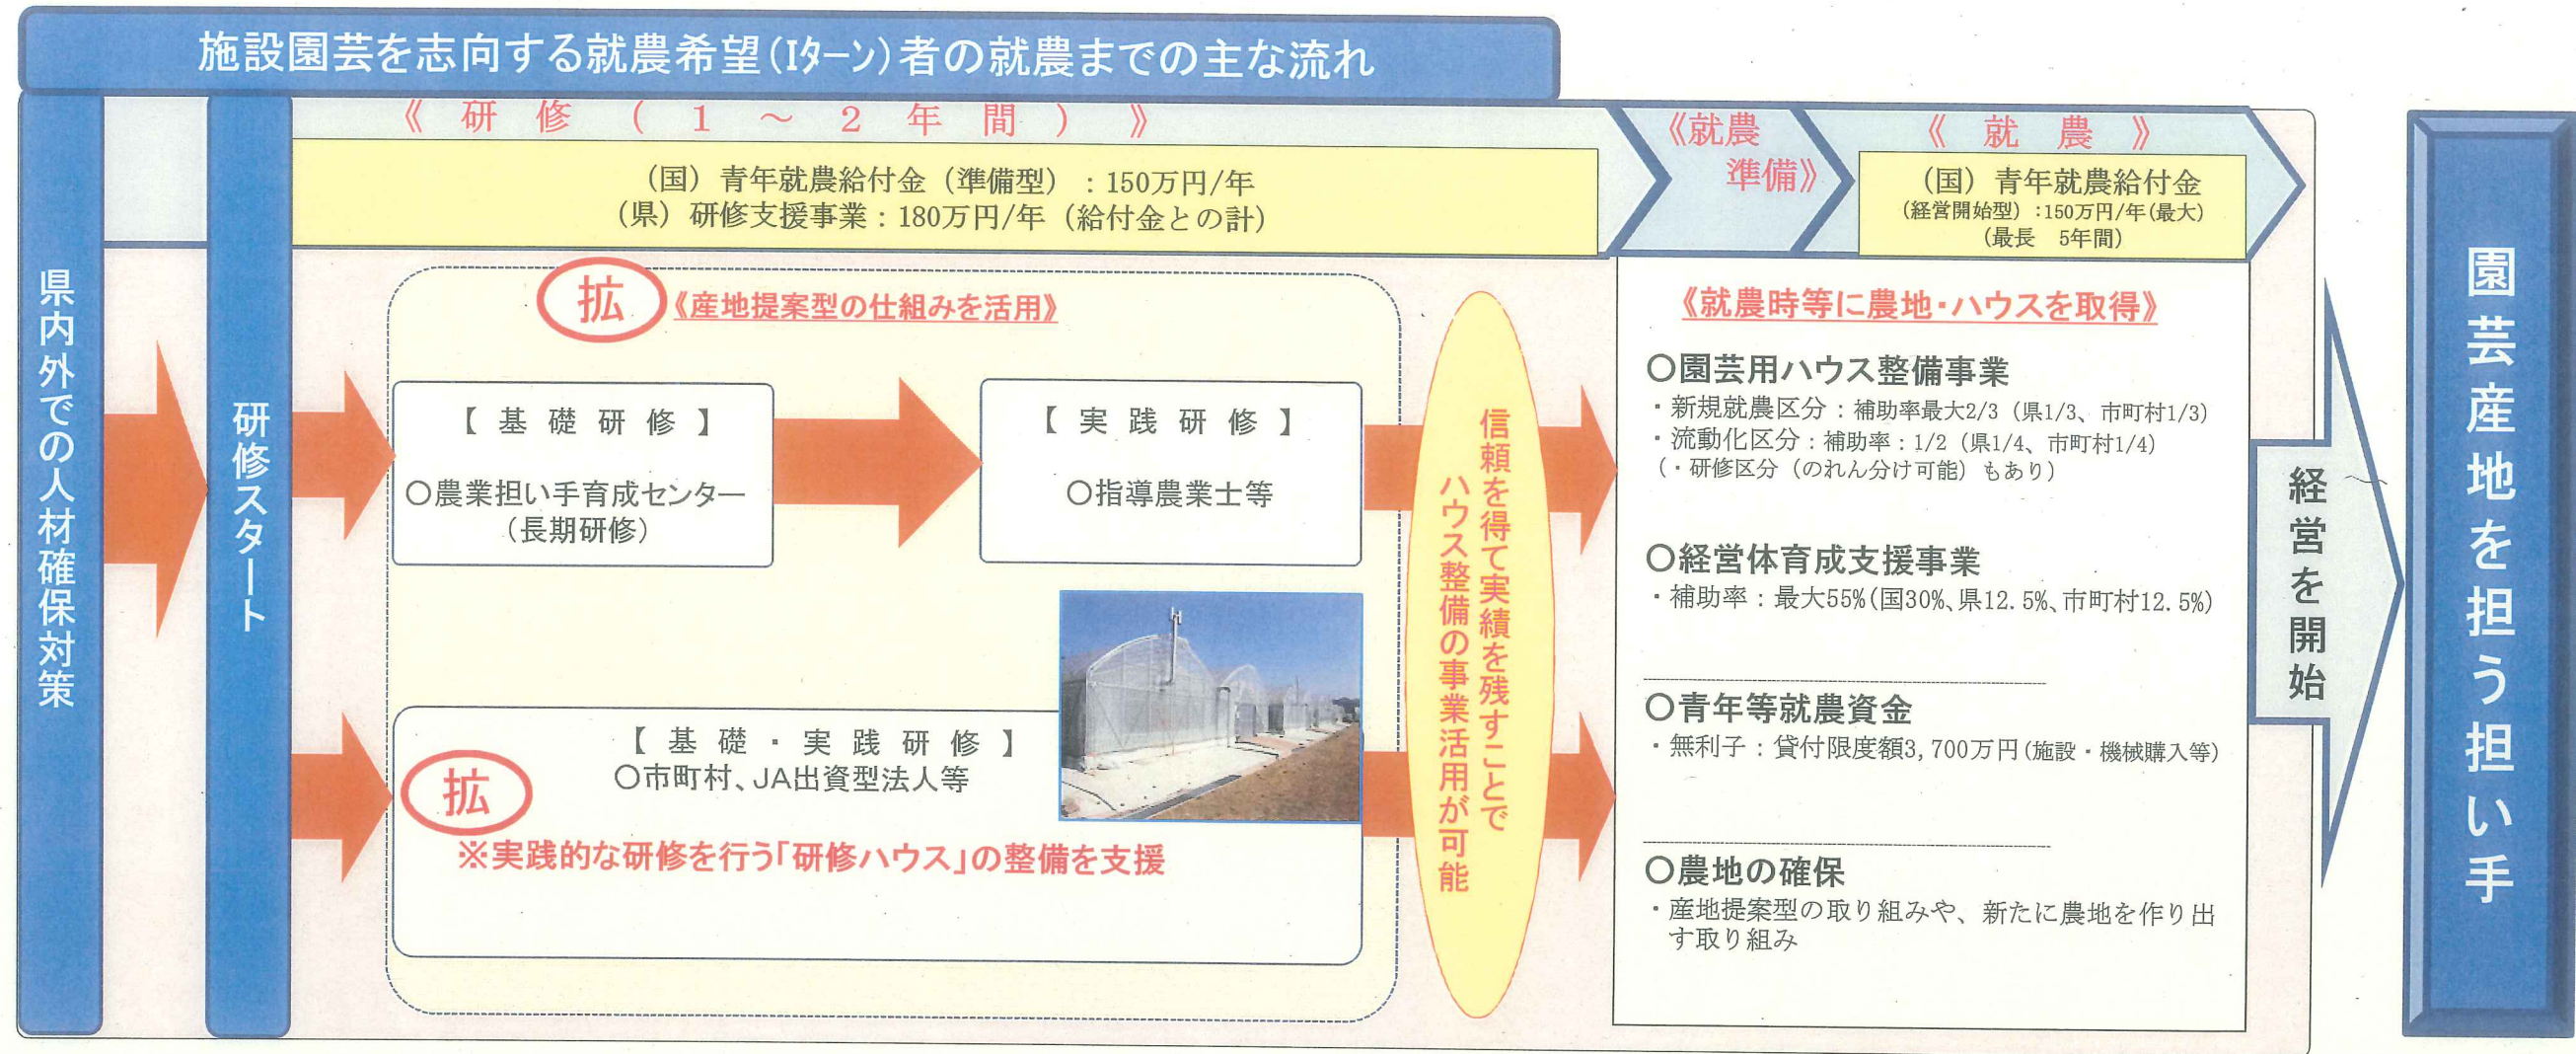 施設園芸を志向する就農希望(Iターン)者の就農までの主な流れ
県内外での人材確保対策
研修スタート
《研修(1～2年間)》
(国)青年就農給付金(準備型):150万円/年
(県)研修支援事業:180万円/年(給付金との計)
《就農
準備》
《就農》
(国)青年就農給付金
(経営開始型):150万円/年(最大)
(最長 5年間)
拡
《産地提案型の仕組みを活用》
【基礎研修】
○農業担い手育成センター
(長期研修)
【実践研修】
○指導農業士等
拡
【基礎・実践研修】
○市町村、JA出資型法人等
※実践的な研修を行う「研修ハウス」の整備を支援
信頼を得て実績を残すことで
ハウス整備の事業活用が可能
《就農時等に農地・ハウスを取得》
○園芸用ハウス整備事業
・新規就農区分:補助率最大2/3(県1/3、市町村1/3)
・流動化区分:補助率:1/2(県1/4、市町村1/4)
(・研修区分(のれん分け可能)もあり)
○経営体育成支援事業
・補助率:最大55%(国30%、県12.5%、市町村12.5%)
○青年等就農資金
・無利子:貸付限度額3,700万円(施設・機械購入等)
○農地の確保
・産地提案型の取り組みや、新たに農地を作り出
す取り組み
経営を開始
園芸産地を担う担い手